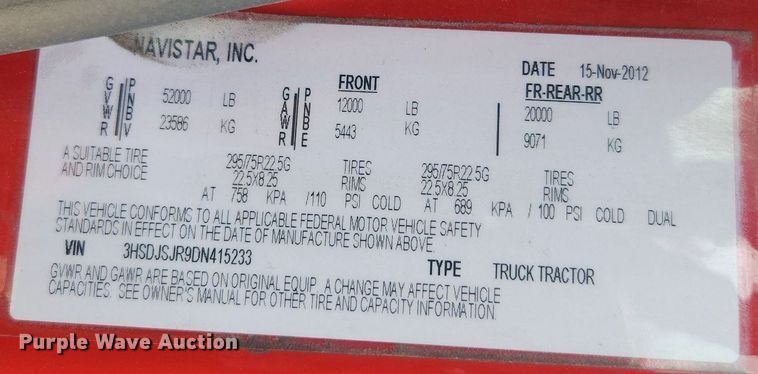 NAVISTAR, INC.
DATE 15-Nov-2012
GVWR PNBV 52000 LB 23586 KG
GAWR PNBE
FRONT FR-REAR-RR
12000 LB 20000 LB
5443 KG 9071 KG
A SUITABLE TIRE 295/75R22.5G TIRES 295/75R22.5G TIRES
AND RIM CHOICE 22.5X8.25 RIMS 22.5X8.25 RIMS
AT 758 KPA /110 PSI COLD AT 689 KPA / 100 PSI COLD DUAL
THIS VEHICLE CONFORMS TO ALL APPLICABLE FEDERAL MOTOR VEHICLE SAFETY
STANDARDS IN EFFECT ON THE DATE OF MANUFACTURE SHOWN ABOVE.
VIN 3HSDJSJR9DN415233 TYPE TRUCK TRACTOR
GVWR AND GAWR ARE BASED ON ORIGINAL EQUIP. A CHANGE MAY AFFECT VEHICLE
CAPACITIES. SEE OWNER'S MANUAL FOR OTHER TIRE AND CAPACITY INFORMATION.
Purple Wave Auction